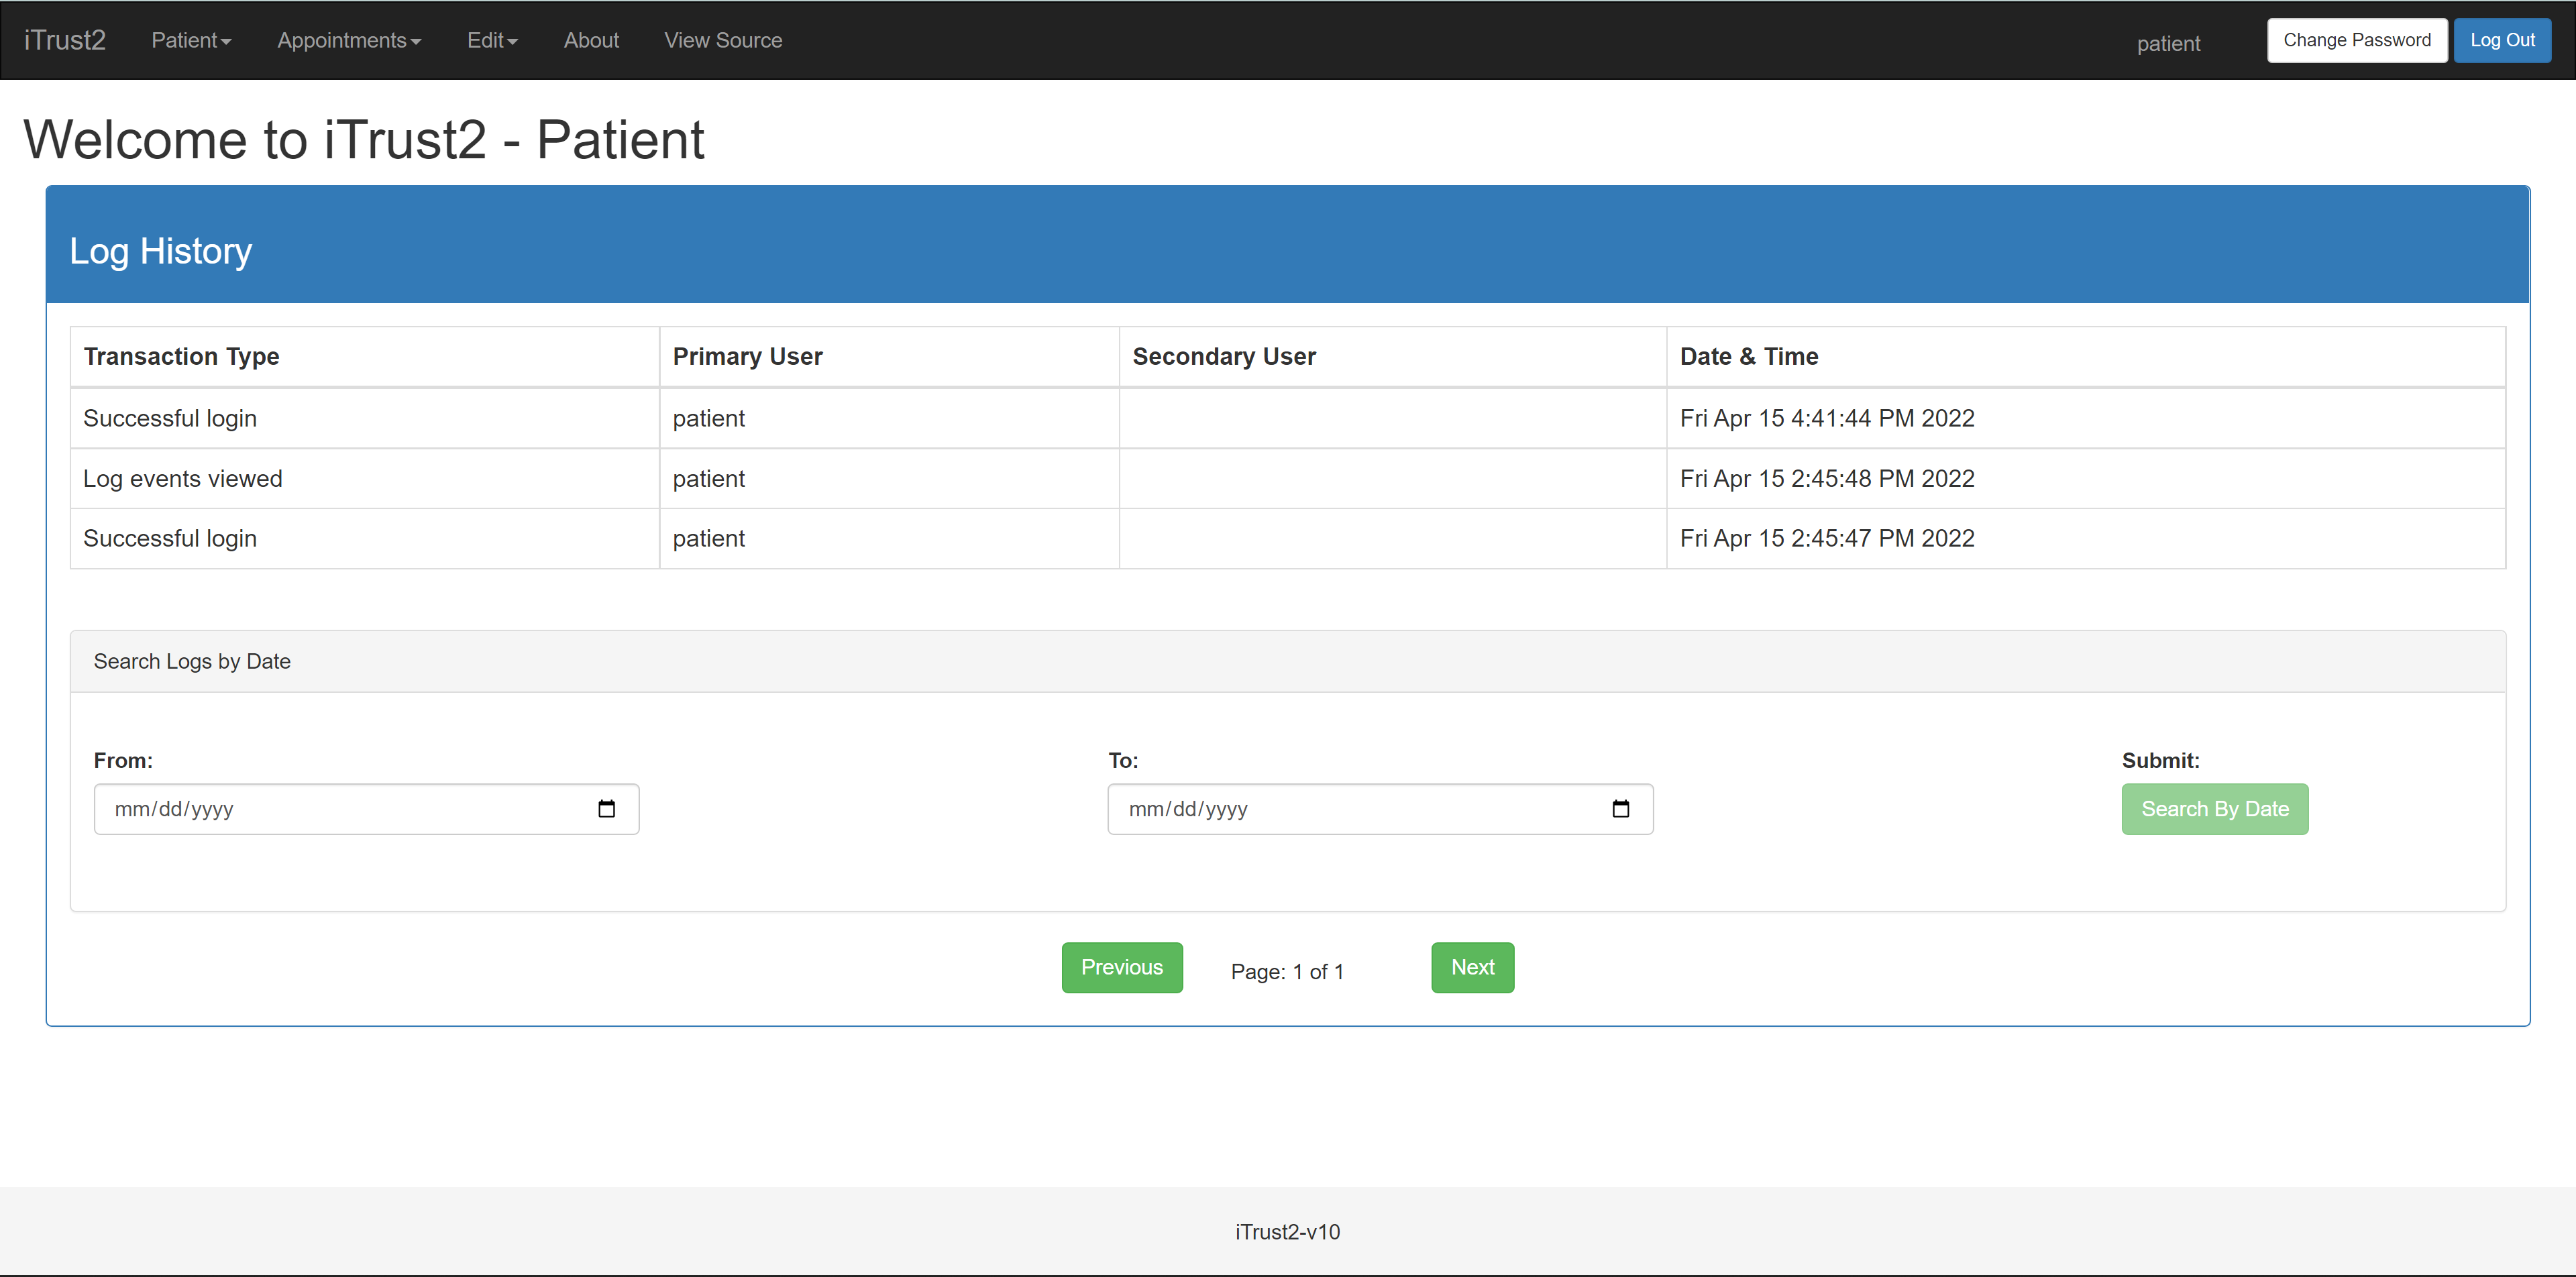 iTrust2 Patient Appointments Edit About View Source patient Change Password Log Out
Welcome to iTrust2 - Patient
Log History
Transaction Type Primary User Secondary User Date & Time
Successful login patient Fri Apr 15 4:41:44 PM 2022
Log events viewed patient Fri Apr 15 2:45:48 PM 2022
Successful login patient Fri Apr 15 2:45:47 PM 2022
Search Logs by Date
From: To: Submit:
mm/dd/yyyy mm/dd/yyyy Search By Date
Previous Page: 1 of 1 Next
iTrust2-v10